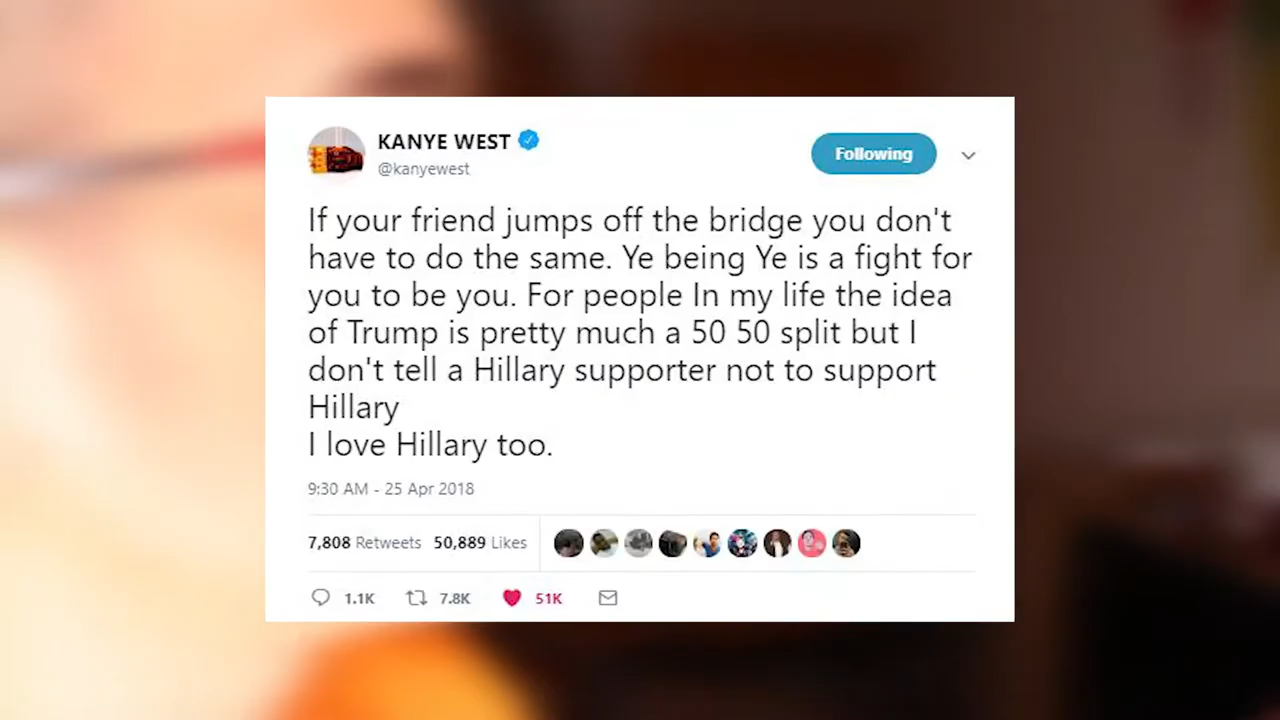 KANYE WEST
@kanyewest
Following
If your friend jumps off the bridge you don't
have to do the same. Ye being Ye is a fight for
you to be you. For people In my life the idea
of Trump is pretty much a 50 50 split but I
don't tell a Hillary supporter not to support
Hillary
I love Hillary too.
9:30 AM - 25 Apr 2018
7,808 Retweets 50,889 Likes
1.1K 7.8K 51K